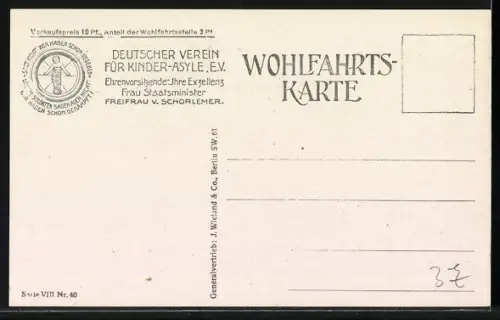 Verkaufspreis 10 Pf., Anteil der Wohlfahrtsstelle 3 Pf
DEUTSCHER VEREIN
FÜR KINDER-ASYLE, E.V.
Ehrenvorsitzende: Ihre Exzellenz
Frau Staatsminister
FREIFRAU V. SCHORLEMER.
WOHLFAHRTS-
KARTE
Generalvertrieb: J. Wieland & Co., Berlin SW. 61
Serie VIII Nr. 40